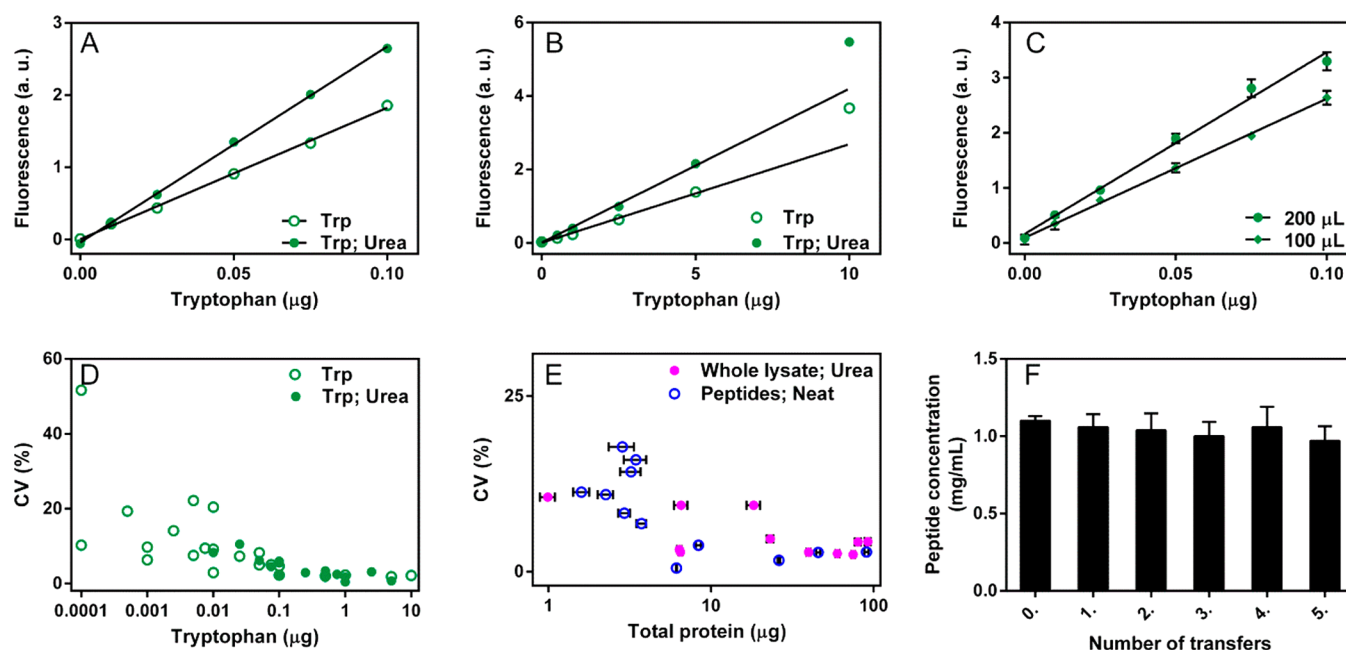 A
Fluorescence (a. u.)
3
2
1
0
0.00
0.05
0.10
Tryptophan (μg)
Trp
Trp; Urea
B
Fluorescence (a. u.)
6
4
2
0
0
5
10
Tryptophan (μg)
Trp
Trp; Urea
C
Fluorescence (a. u.)
4
3
2
1
0
0.00
0.05
0.10
Tryptophan (μg)
200 μL
100 μL
D
CV (%)
60
40
20
0
0.0001
0.001
0.01
0.1
1
10
Tryptophan (μg)
Trp
Trp; Urea
E
CV (%)
25
0
1
10
100
Total protein (μg)
Whole lysate; Urea
Peptides; Neat
F
Peptide concentration
(mg/mL)
1.5
1.0
0.5
0.0
0.
1.
2.
3.
4.
5.
Number of transfers